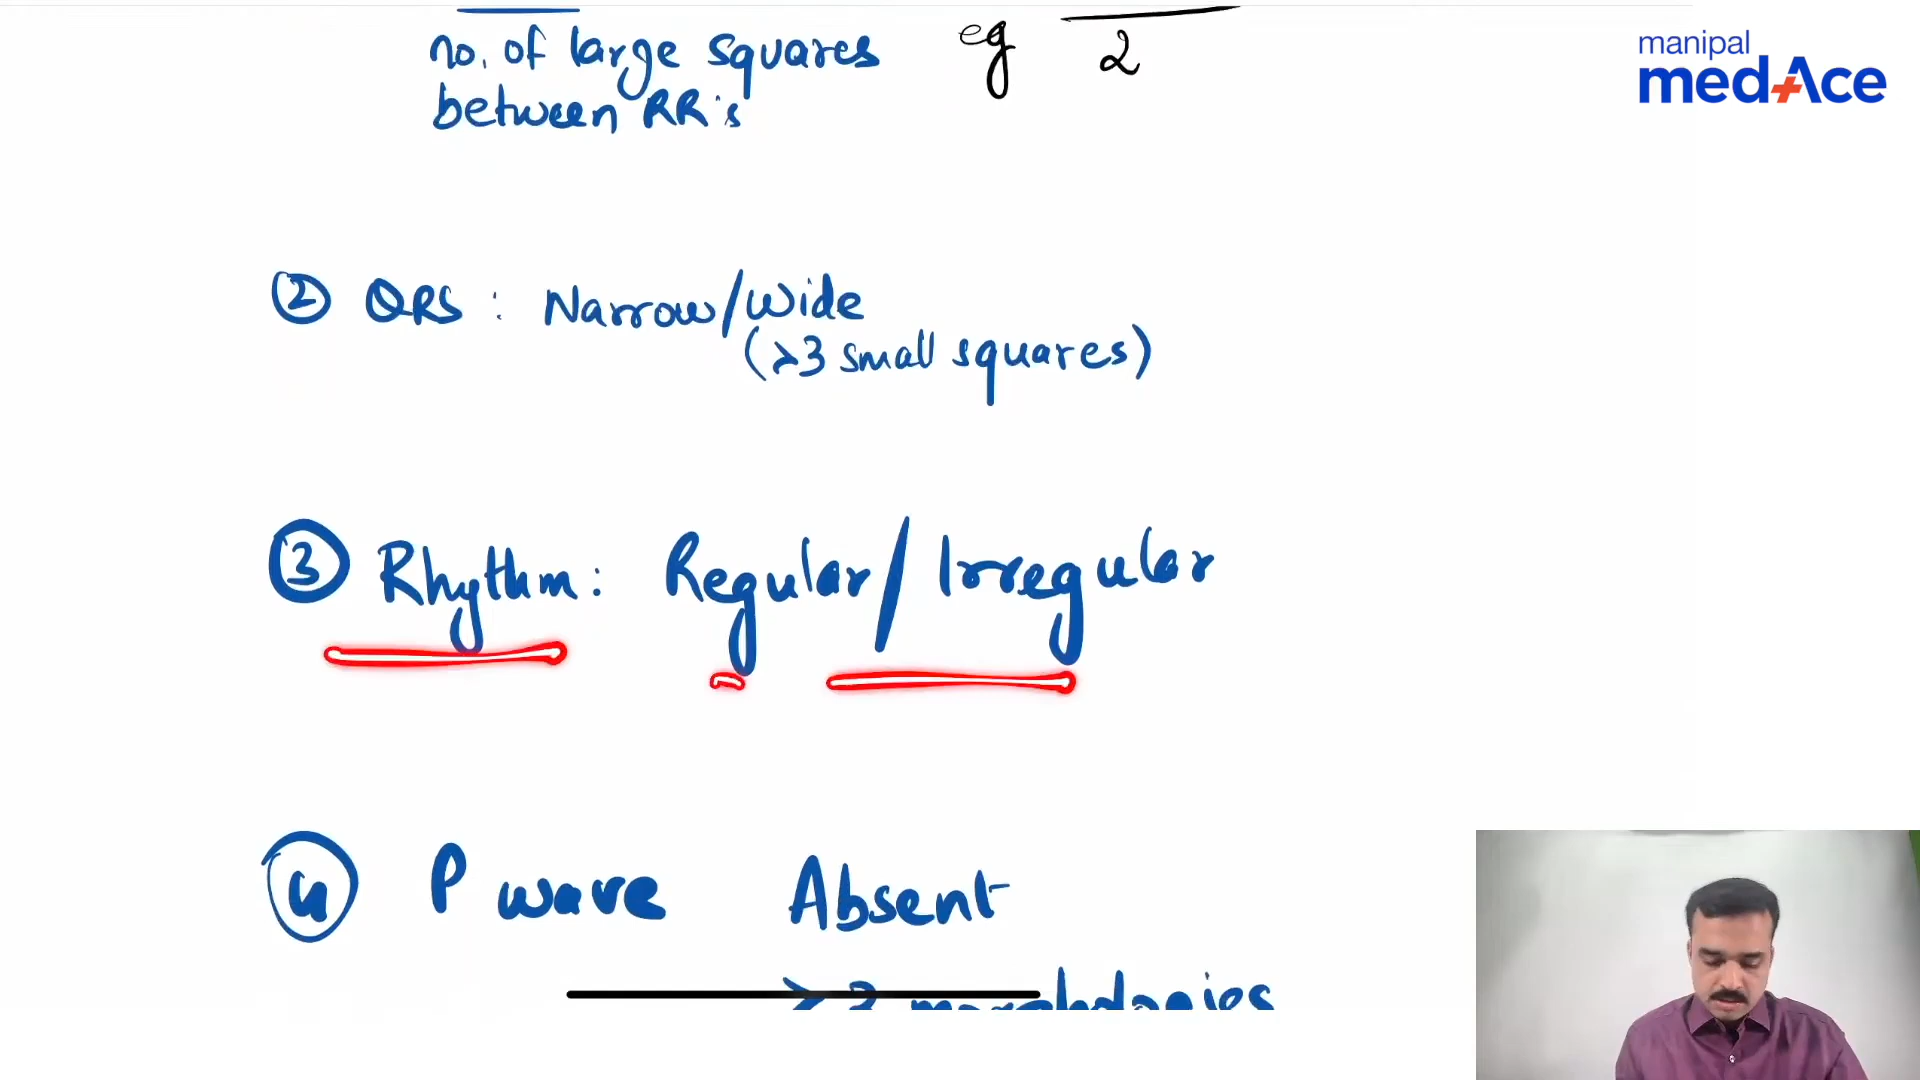 no. of large squares eg 2
between RR's
manipal
medAce
② QRS : Narrow/Wide
(>3 small squares)
③ Rhythm: Regular/Irregular
④ P wave Absent
morphologies